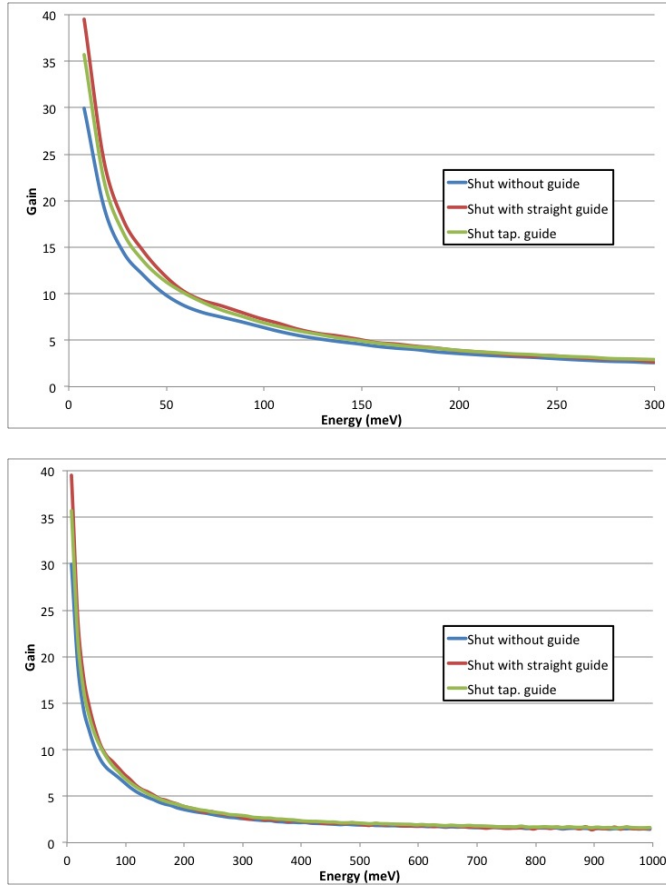 40
35
30
25
20
15
10
5
0
Gain
Shut without guide
Shut with straight guide
Shut tap. guide
0 50 100 150 200 250 300
Energy (meV)
40
35
30
25
20
15
10
5
0
Gain
Shut without guide
Shut with straight guide
Shut tap. guide
0 100 200 300 400 500 600 700 800 900 1000
Energy (meV)